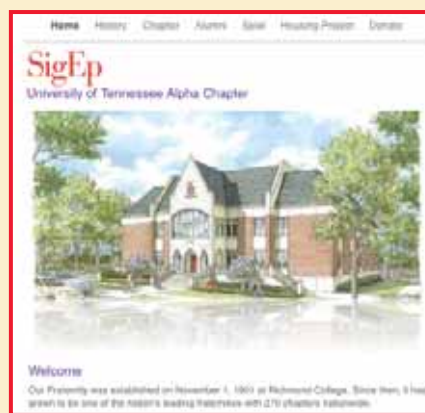 Home History Chapter Alumni Housing Project Donate
SigEp
University of Tennessee Alpha Chapter
Welcome
Our Fraternity was established on November 1, 1901 at Richmond College. Since then, it has
grown to be one of the nation's leading fraternities with 270 chapters nationwide.